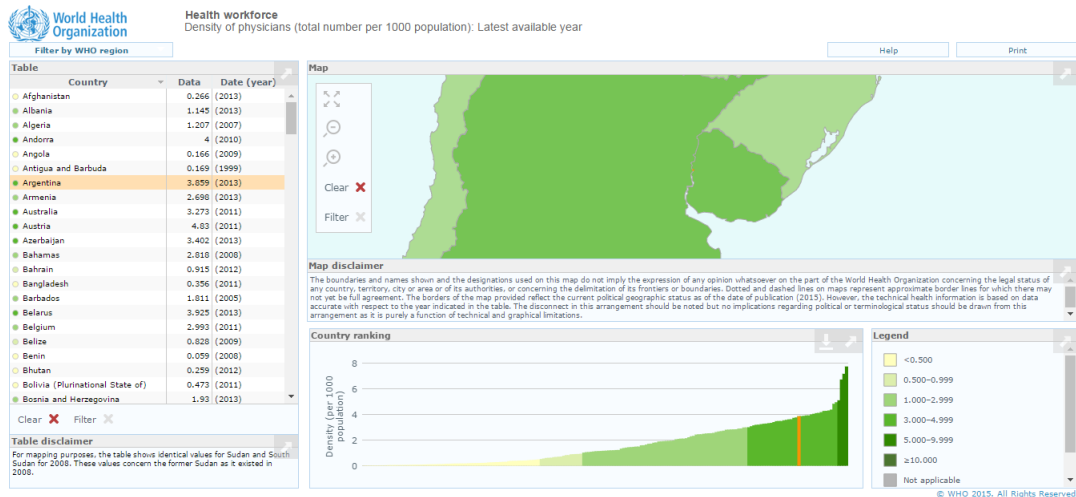 World Health
Organization
Health workforce
Density of physicians (total number per 1000 population): Latest available year
Filter by WHO region
Help
Print
Table
Country Data Date (year)
Afghanistan 0.266 (2013)
Albania 1.145 (2013)
Algeria 1.207 (2007)
Andorra 4 (2010)
Angola 0.166 (2009)
Antigua and Barbuda 0.169 (1999)
Argentina 3.859 (2013)
Armenia 2.698 (2013)
Australia 3.273 (2011)
Austria 4.83 (2011)
Azerbaijan 3.402 (2013)
Bahamas 2.818 (2008)
Bahrain 0.915 (2012)
Bangladesh 0.356 (2011)
Barbados 1.811 (2005)
Belarus 3.925 (2013)
Belgium 2.993 (2011)
Belize 0.828 (2009)
Benin 0.059 (2008)
Bhutan 0.259 (2012)
Bolivia (Plurinational State of) 0.473 (2011)
Bosnia and Herzegovina 1.93 (2013)
Clear
Filter
Table disclaimer
For mapping purposes, the table shows identical values for Sudan and South
Sudan for 2008. These values concern the former Sudan as it existed in
2008.
Map
Clear
Filter
Map disclaimer
The boundaries and names shown and the designations used on this map do not imply the expression of any opinion whatsoever on the part of the World Health Organization concerning the legal status of
any country, territory, city or area or of its authorities, or concerning the delimitation of its frontiers or boundaries. Dotted and dashed lines on maps represent approximate border lines for which there may
not yet be full agreement. The borders of the map provided reflect the current political geographic status as of the date of publication (2015). However, the technical health information is based on data
accurate with respect to the year indicated in the table. The disconnect in this arrangement should be noted but no implications regarding political or terminological status should be drawn from this
arrangement as it is purely a function of technical and graphical limitations.
Country ranking
Density (per 1000
population)
8
6
4
2
0
Legend
<0.500
0.500–0.999
1.000–2.999
3.000–4.999
5.000–9.999
≥10.000
Not applicable
© WHO 2015. All Rights Reserved